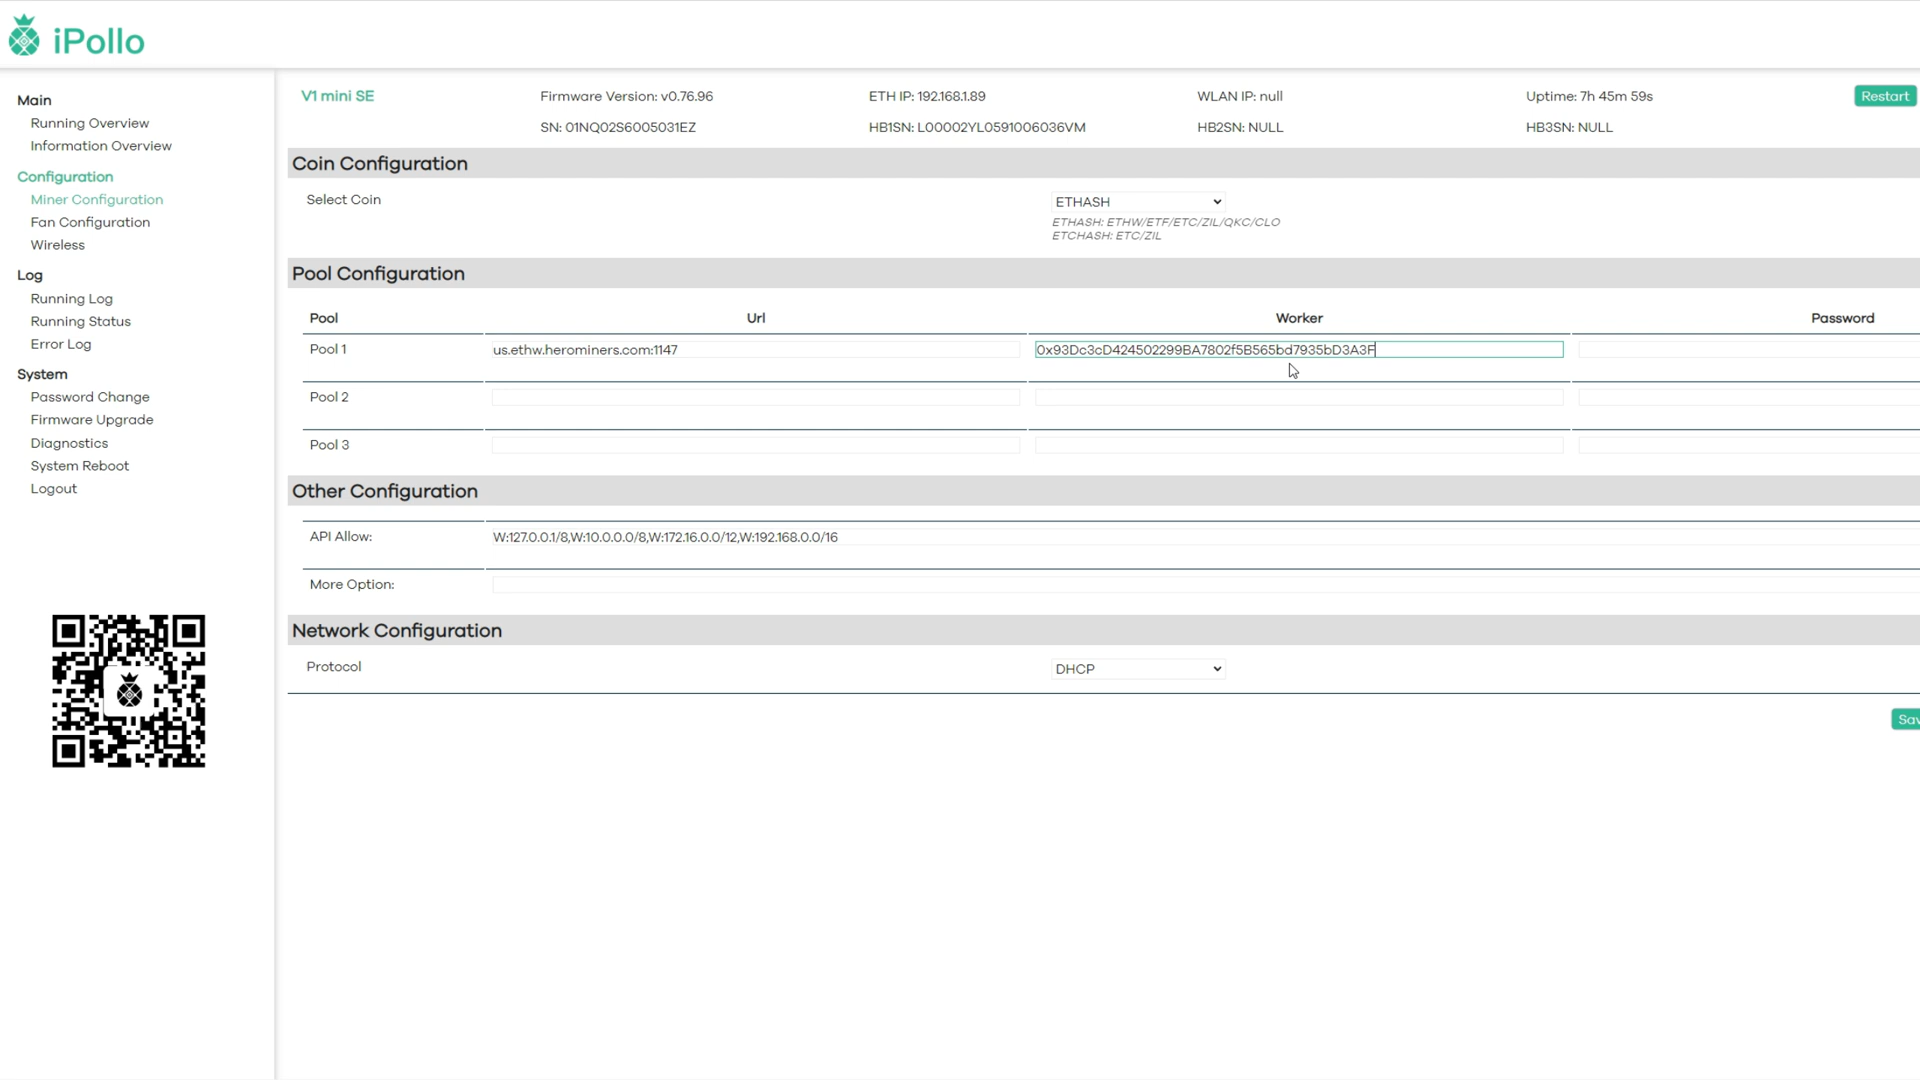 iPollo
Main
Running Overview
Information Overview
Configuration
Miner Configuration
Fan Configuration
Wireless
Log
Running Log
Running Status
Error Log
System
Password Change
Firmware Upgrade
Diagnostics
System Reboot
Logout
V1 mini SE
Firmware Version: v0.76.96
ETH IP: 192.168.1.89
WLAN IP: null
Uptime: 7h 45m 59s
Restart
SN: 01NQ02S6005031EZ
HB1SN: L00002YL0591006036VM
HB2SN: NULL
HB3SN: NULL
Coin Configuration
Select Coin
ETHASH
ETHASH: ETHW/ETF/ETC/ZIL/QKC/CLO
ETCHASH: ETC/ZIL
Pool Configuration
Pool Url Worker Password
Pool 1 us.ethw.herominers.com:1147 0x93Dc3cD424502299BA7802f5B565bd7935bD3A3F
Pool 2
Pool 3
Other Configuration
API Allow: W:127.0.0.1/8,W:10.0.0.0/8,W:172.16.0.0/12,W:192.168.0.0/16
More Option:
Network Configuration
Protocol DHCP
Sav